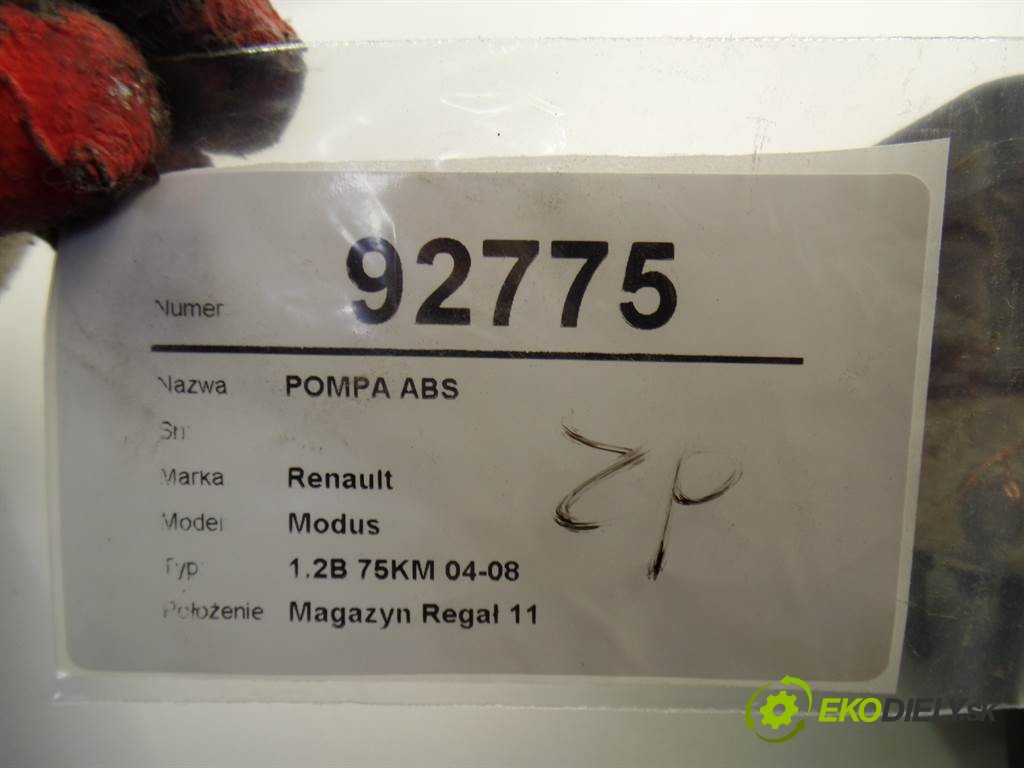 Numer 92775
Nazwa POMPA ABS
Sn
Marka Renault
Model Modus
Typ 1.2B 75KM 04-08
Położenie Magazyn Regał 11
ZP
EKODIELY.SK